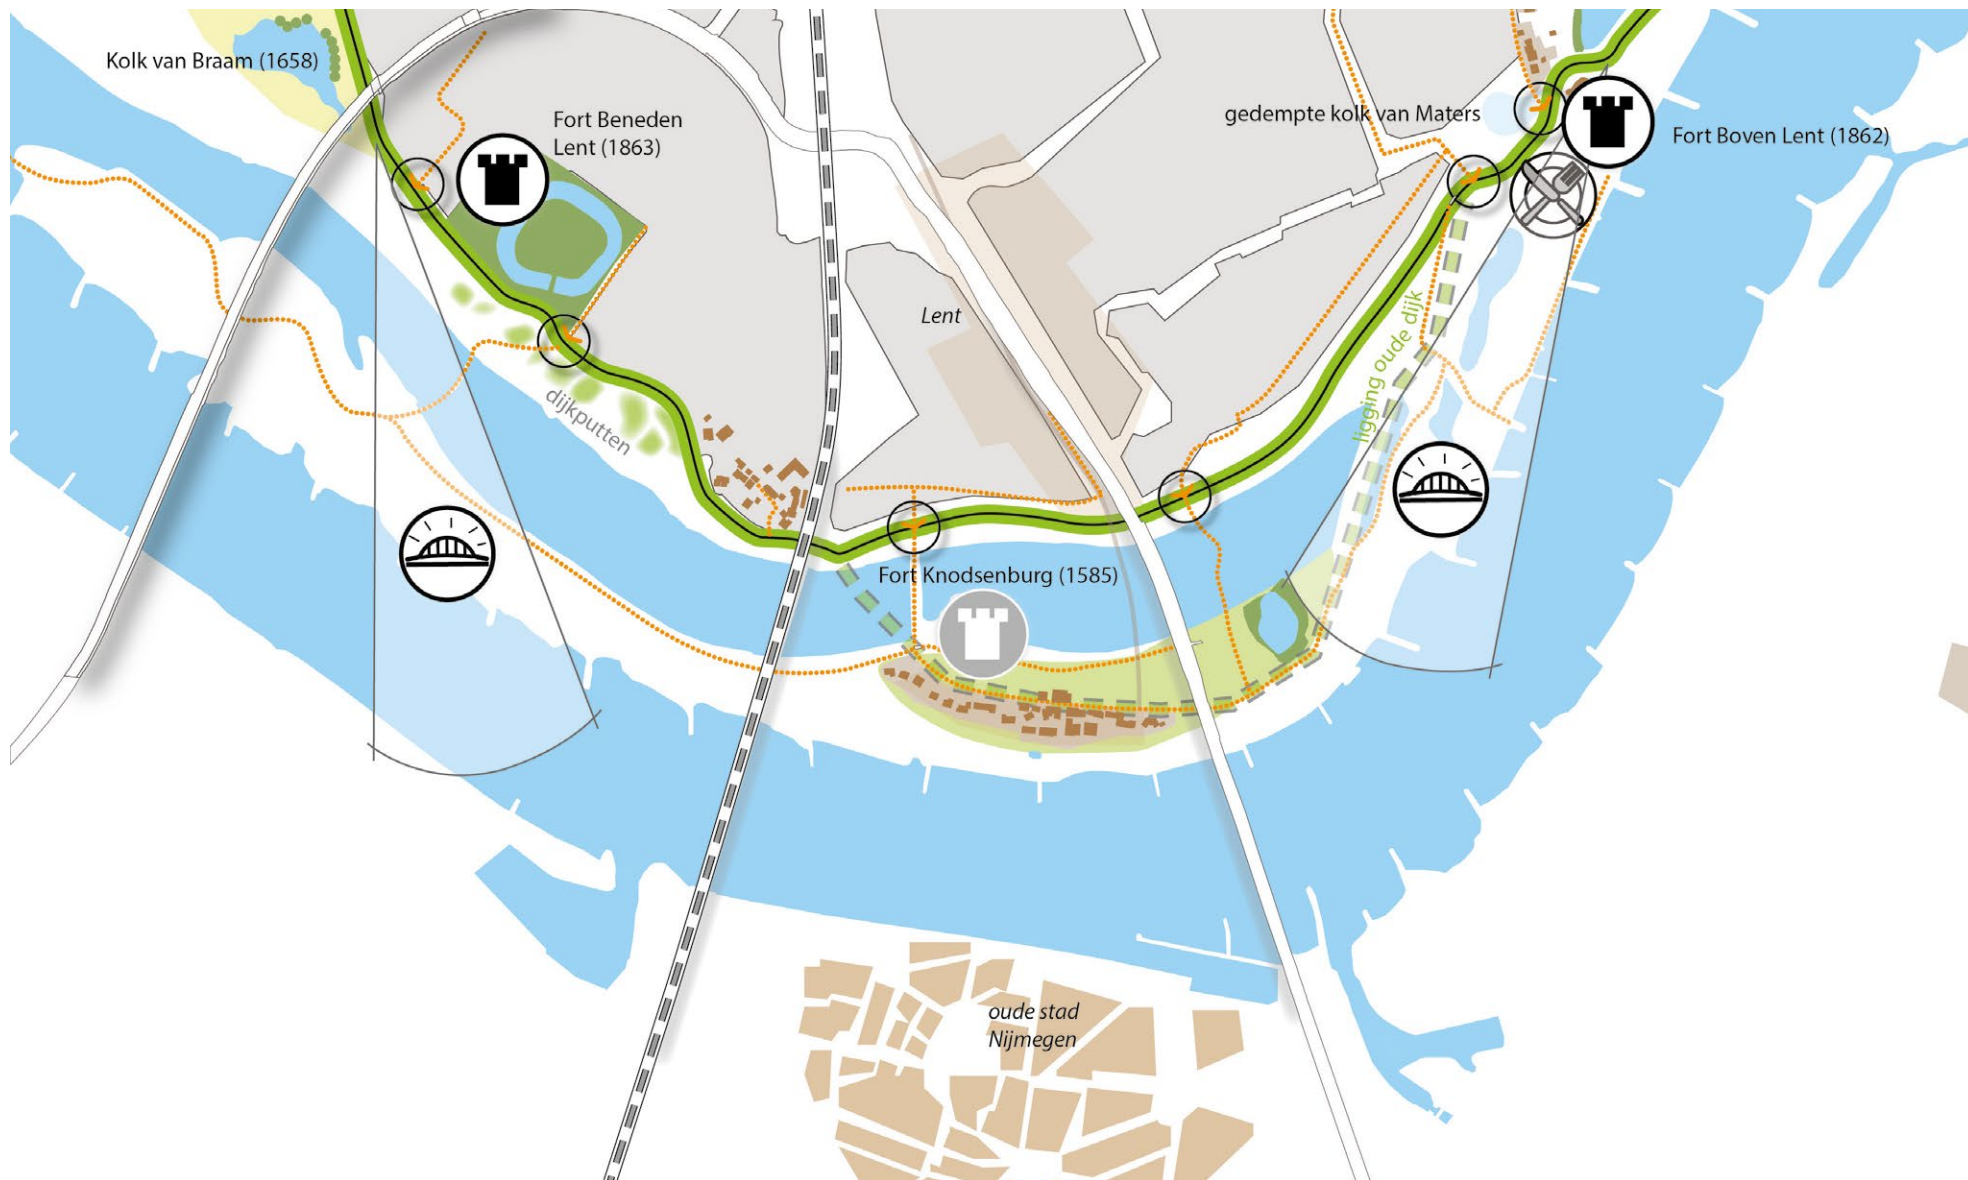 Kolk van Braam (1658)
Fort Beneden
Lent (1863)
gedempte kolk van Maters
Fort Boven Lent (1862)
Lent
ligging oude dijk
dijkputten
Fort Knodsenburg (1585)
oude stad
Nijmegen